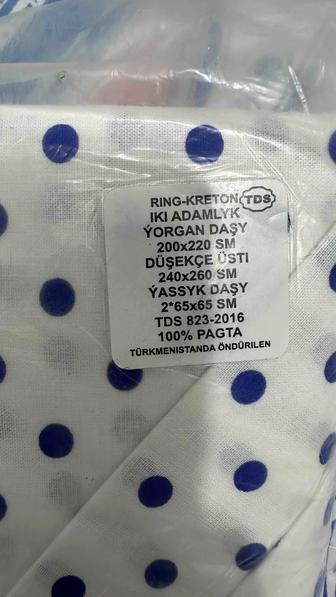 RING-KRETON TDS
IKI ADAMLYK
ÝORGAN DAŞY
200x220 SM
DÜŞEKÇE ÜSTI
240x260 SM
ÝASSYK DAŞY
2*65x65 SM
TDS 823-2016
100% PAGTA
TÜRKMENISTANDA ÖNDÜRILEN